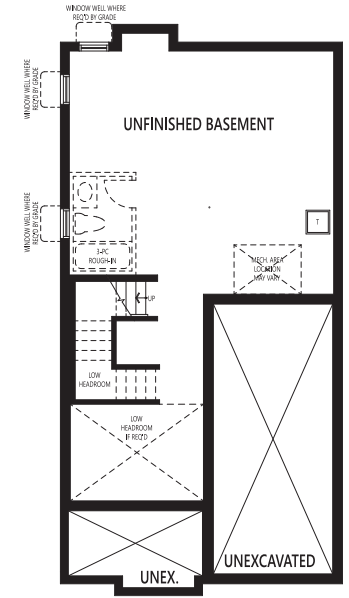 WINDOW WELL WHERE
REQ'D BY GRADE
WINDOW WELL WHERE
REQ'D BY GRADE
UNFINISHED BASEMENT
WINDOW WELL WHERE
REQ'D BY GRADE
T
3-PC
ROUGH-IN
MECH. AREA
LOCATION
MAY VARY
UP
LOW
HEADROOM
LOW
HEADROOM
IF REQ'D
UNEXCAVATED
UNEX.